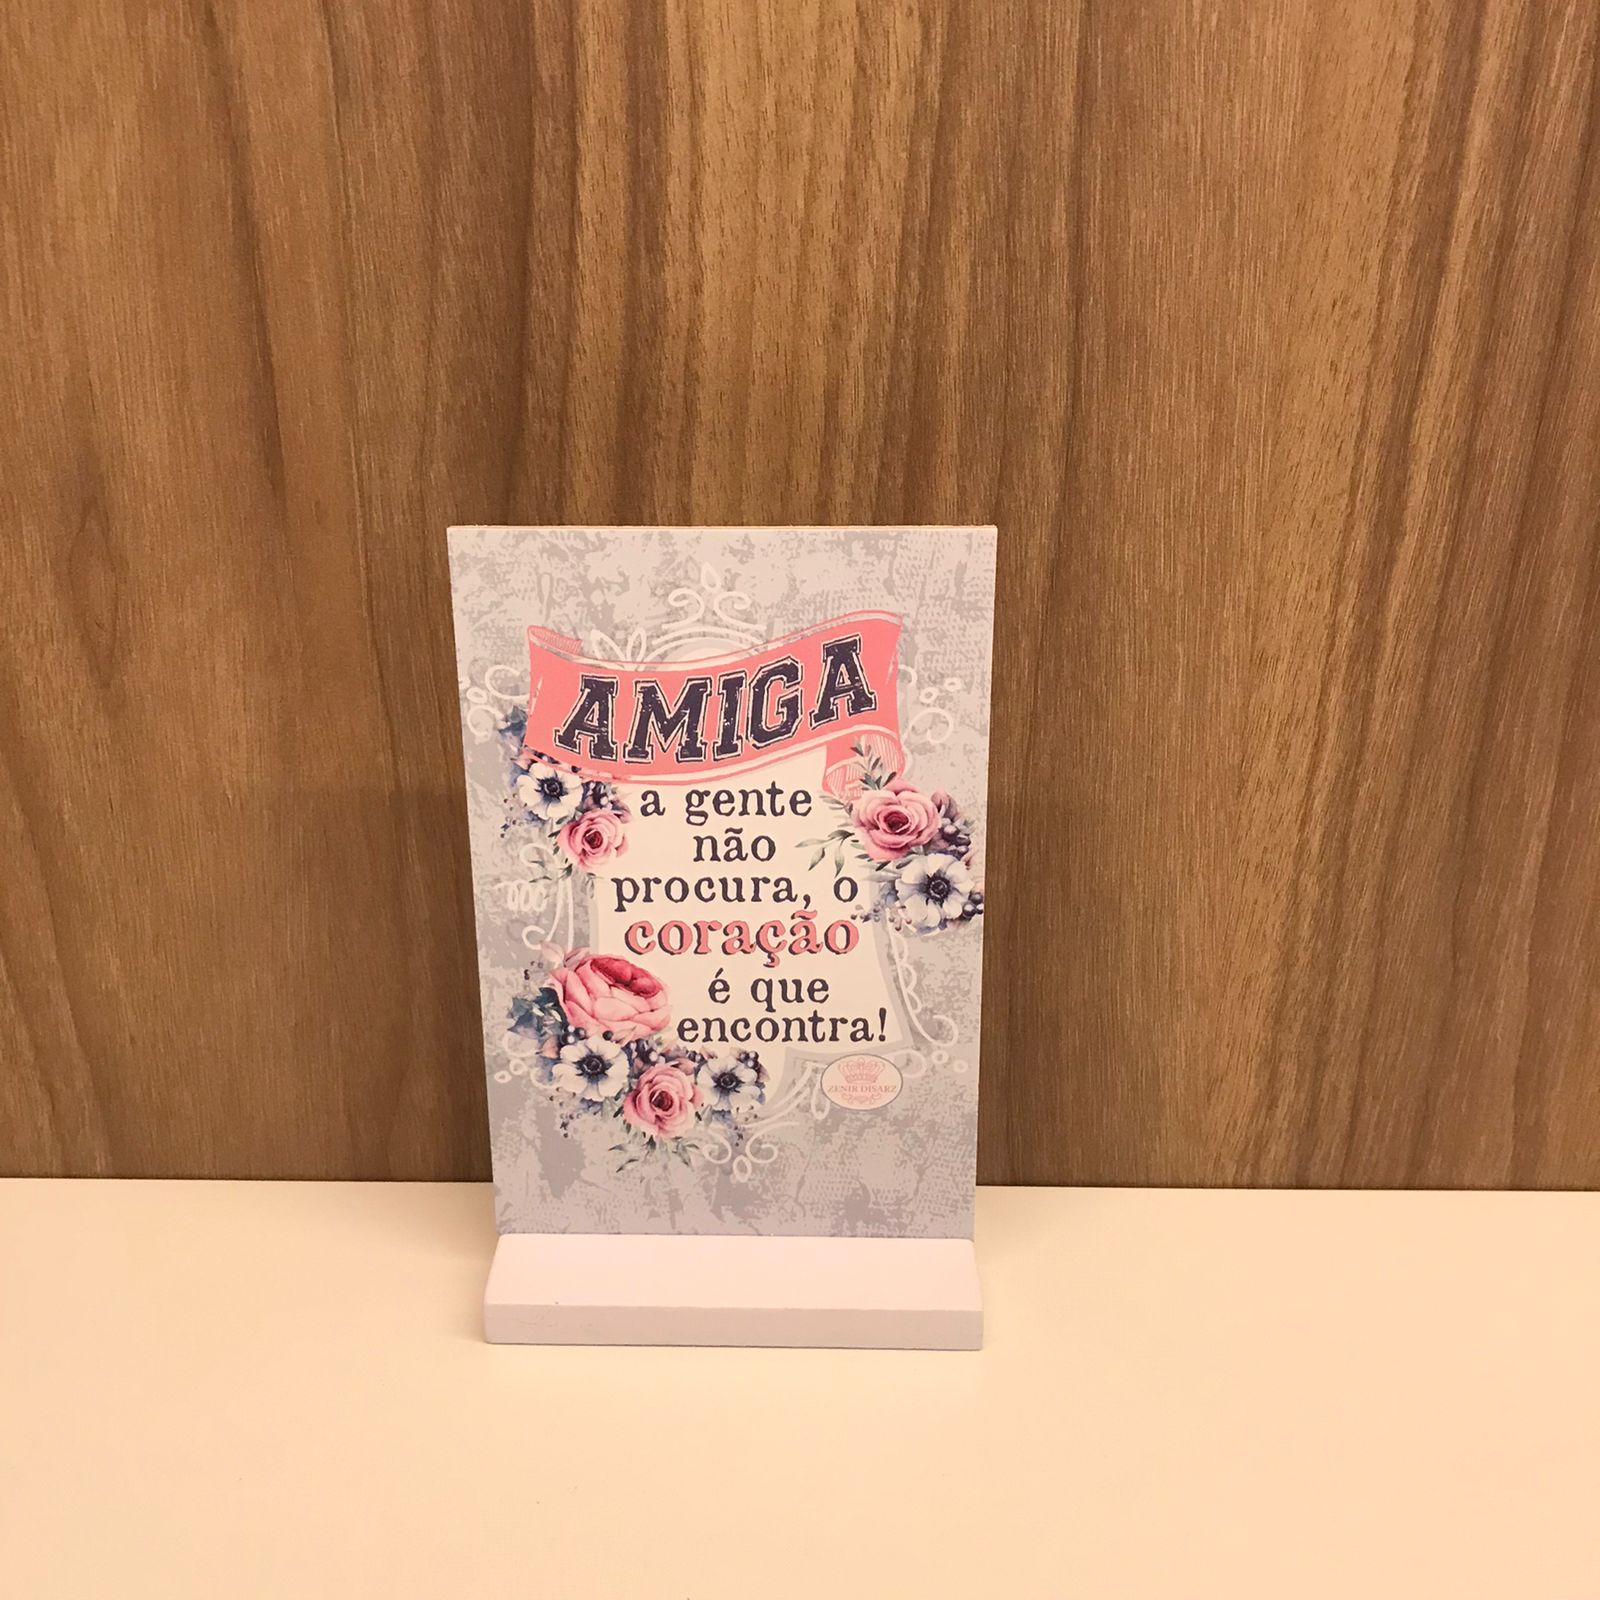 AMIGA
a gente
não
procura, o
coração
é que
encontra!
ZENIR DISARZ